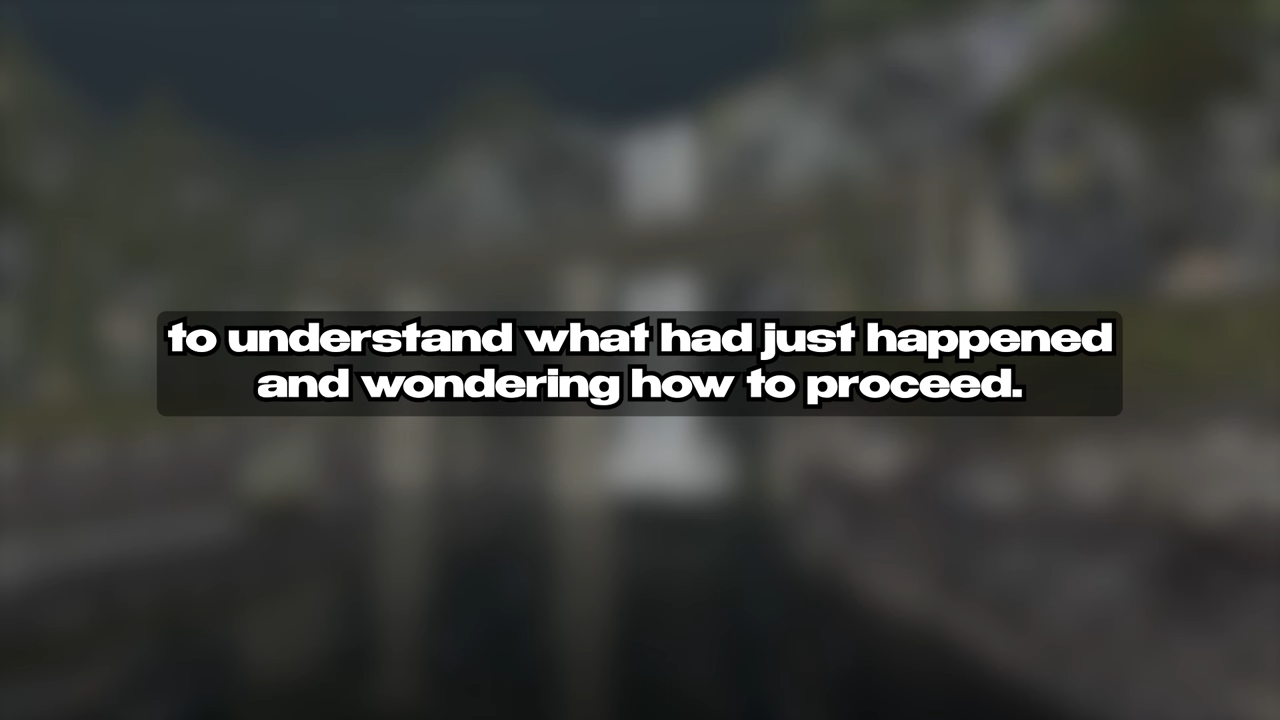 to understand what had just happened
and wondering how to proceed.